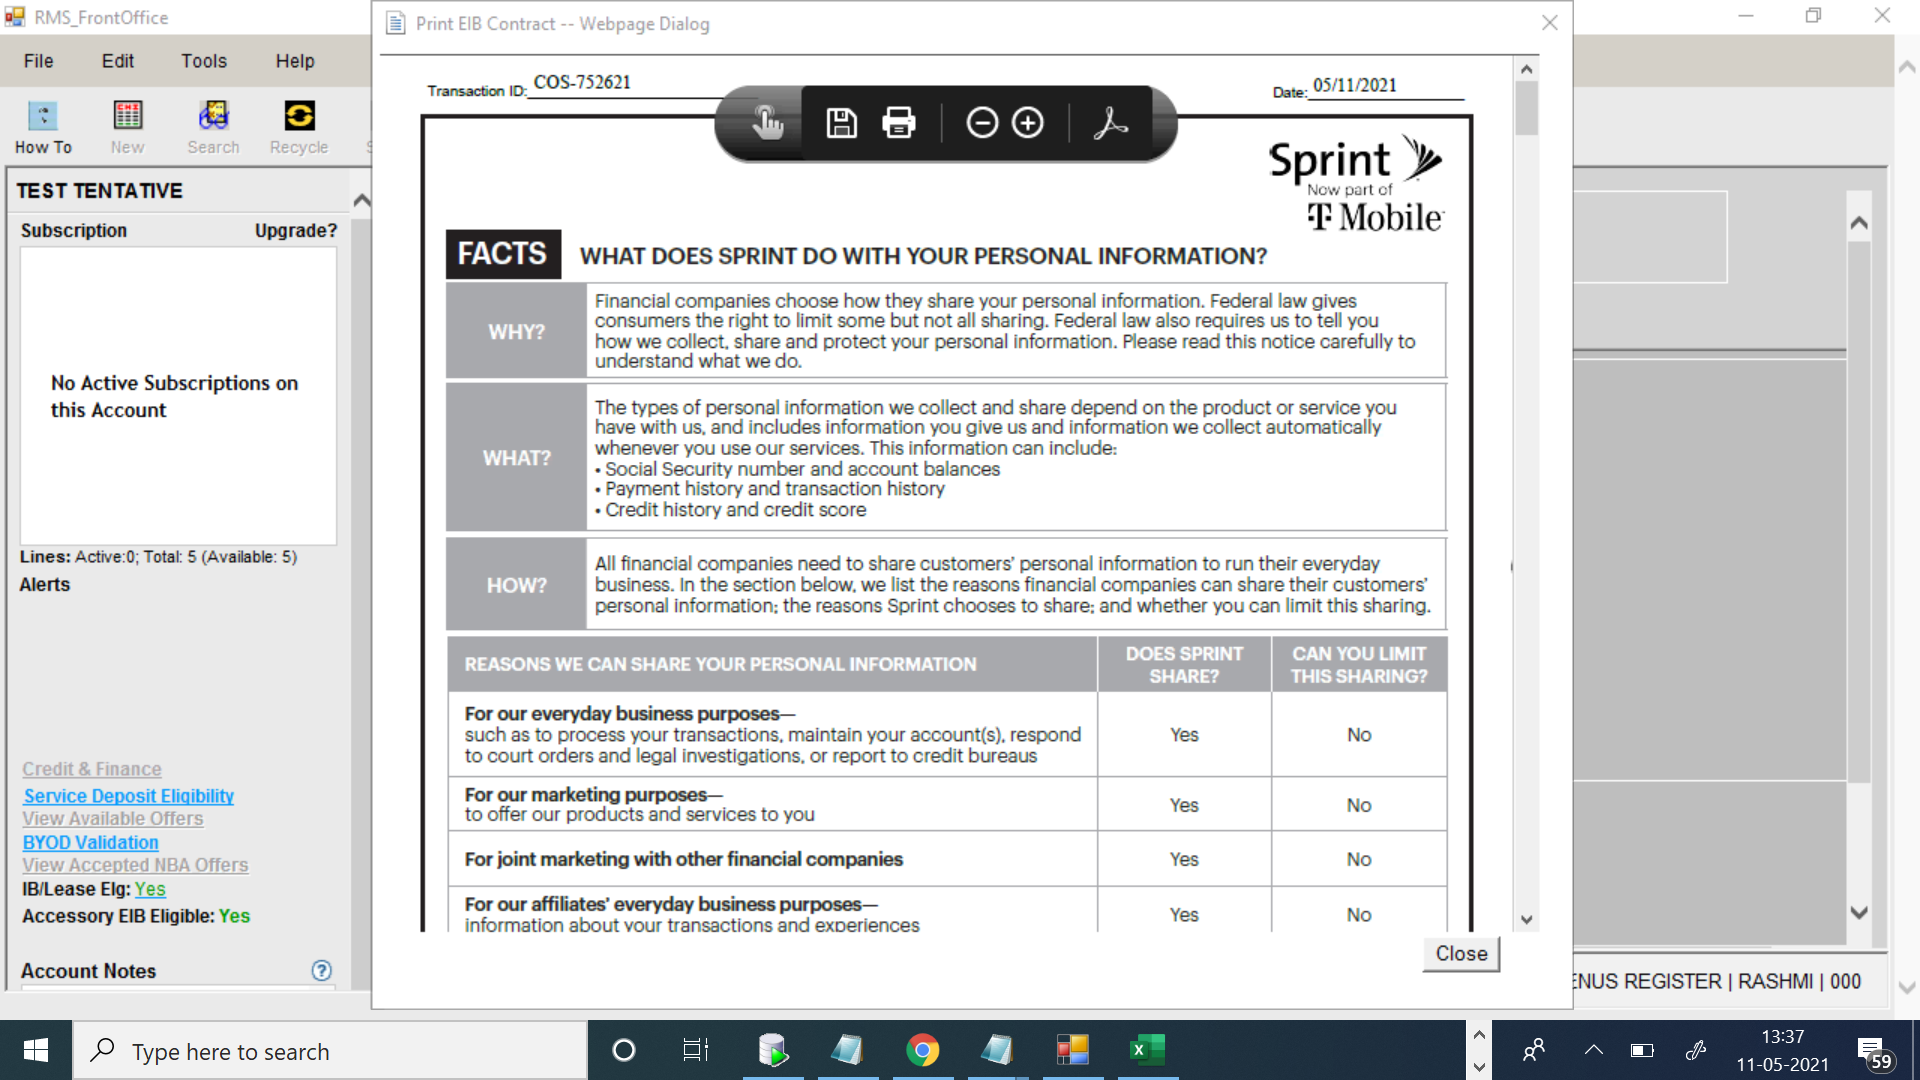 RMS_FrontOffice
File Edit Tools Help
How To New Search Recycle
TEST TENTATIVE
Subscription Upgrade?
No Active Subscriptions on
this Account
Lines: Active:0; Total: 5 (Available: 5)
Alerts
Credit & Finance
Service Deposit Eligibility
View Available Offers
BYOD Validation
View Accepted NBA Offers
IB/Lease Elg: Yes
Accessory EIB Eligible: Yes
Account Notes
Print EIB Contract -- Webpage Dialog
Transaction ID: COS-752621
Date: 05/11/2021
Sprint
Now part of
T Mobile
FACTS WHAT DOES SPRINT DO WITH YOUR PERSONAL INFORMATION?
WHY?
Financial companies choose how they share your personal information. Federal law gives
consumers the right to limit some but not all sharing. Federal law also requires us to tell you
how we collect, share and protect your personal information. Please read this notice carefully to
understand what we do.
WHAT?
The types of personal information we collect and share depend on the product or service you
have with us, and includes information you give us and information we collect automatically
whenever you use our services. This information can include:
• Social Security number and account balances
• Payment history and transaction history
• Credit history and credit score
HOW?
All financial companies need to share customers’ personal information to run their everyday
business. In the section below, we list the reasons financial companies can share their customers’
personal information; the reasons Sprint chooses to share; and whether you can limit this sharing.
REASONS WE CAN SHARE YOUR PERSONAL INFORMATION
DOES SPRINT
SHARE?
CAN YOU LIMIT
THIS SHARING?
For our everyday business purposes—
such as to process your transactions, maintain your account(s), respond
to court orders and legal investigations, or report to credit bureaus
Yes No
For our marketing purposes—
to offer our products and services to you
Yes No
For joint marketing with other financial companies Yes No
For our affiliates’ everyday business purposes—
information about your transactions and experiences
Yes No
Close
ENUS REGISTER | RASHMI | 000
Type here to search
13:37
11-05-2021
59